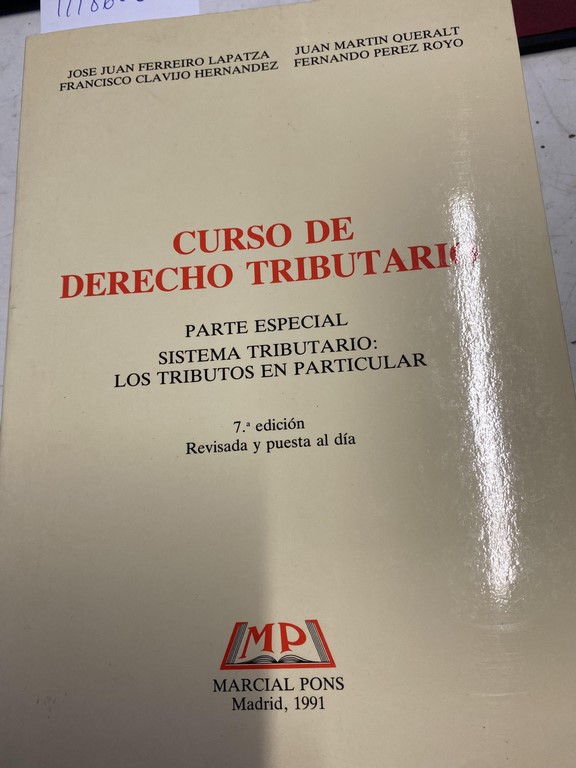 JOSE JUAN FERREIRO LAPATZA
FRANCISCO CLAVIJO HERNANDEZ
JUAN MARTIN QUERALT
FERNANDO PEREZ ROYO
CURSO DE
DERECHO TRIBUTARIO
PARTE ESPECIAL
SISTEMA TRIBUTARIO:
LOS TRIBUTOS EN PARTICULAR
7.ª edición
Revisada y puesta al día
MP
MARCIAL PONS
Madrid, 1991